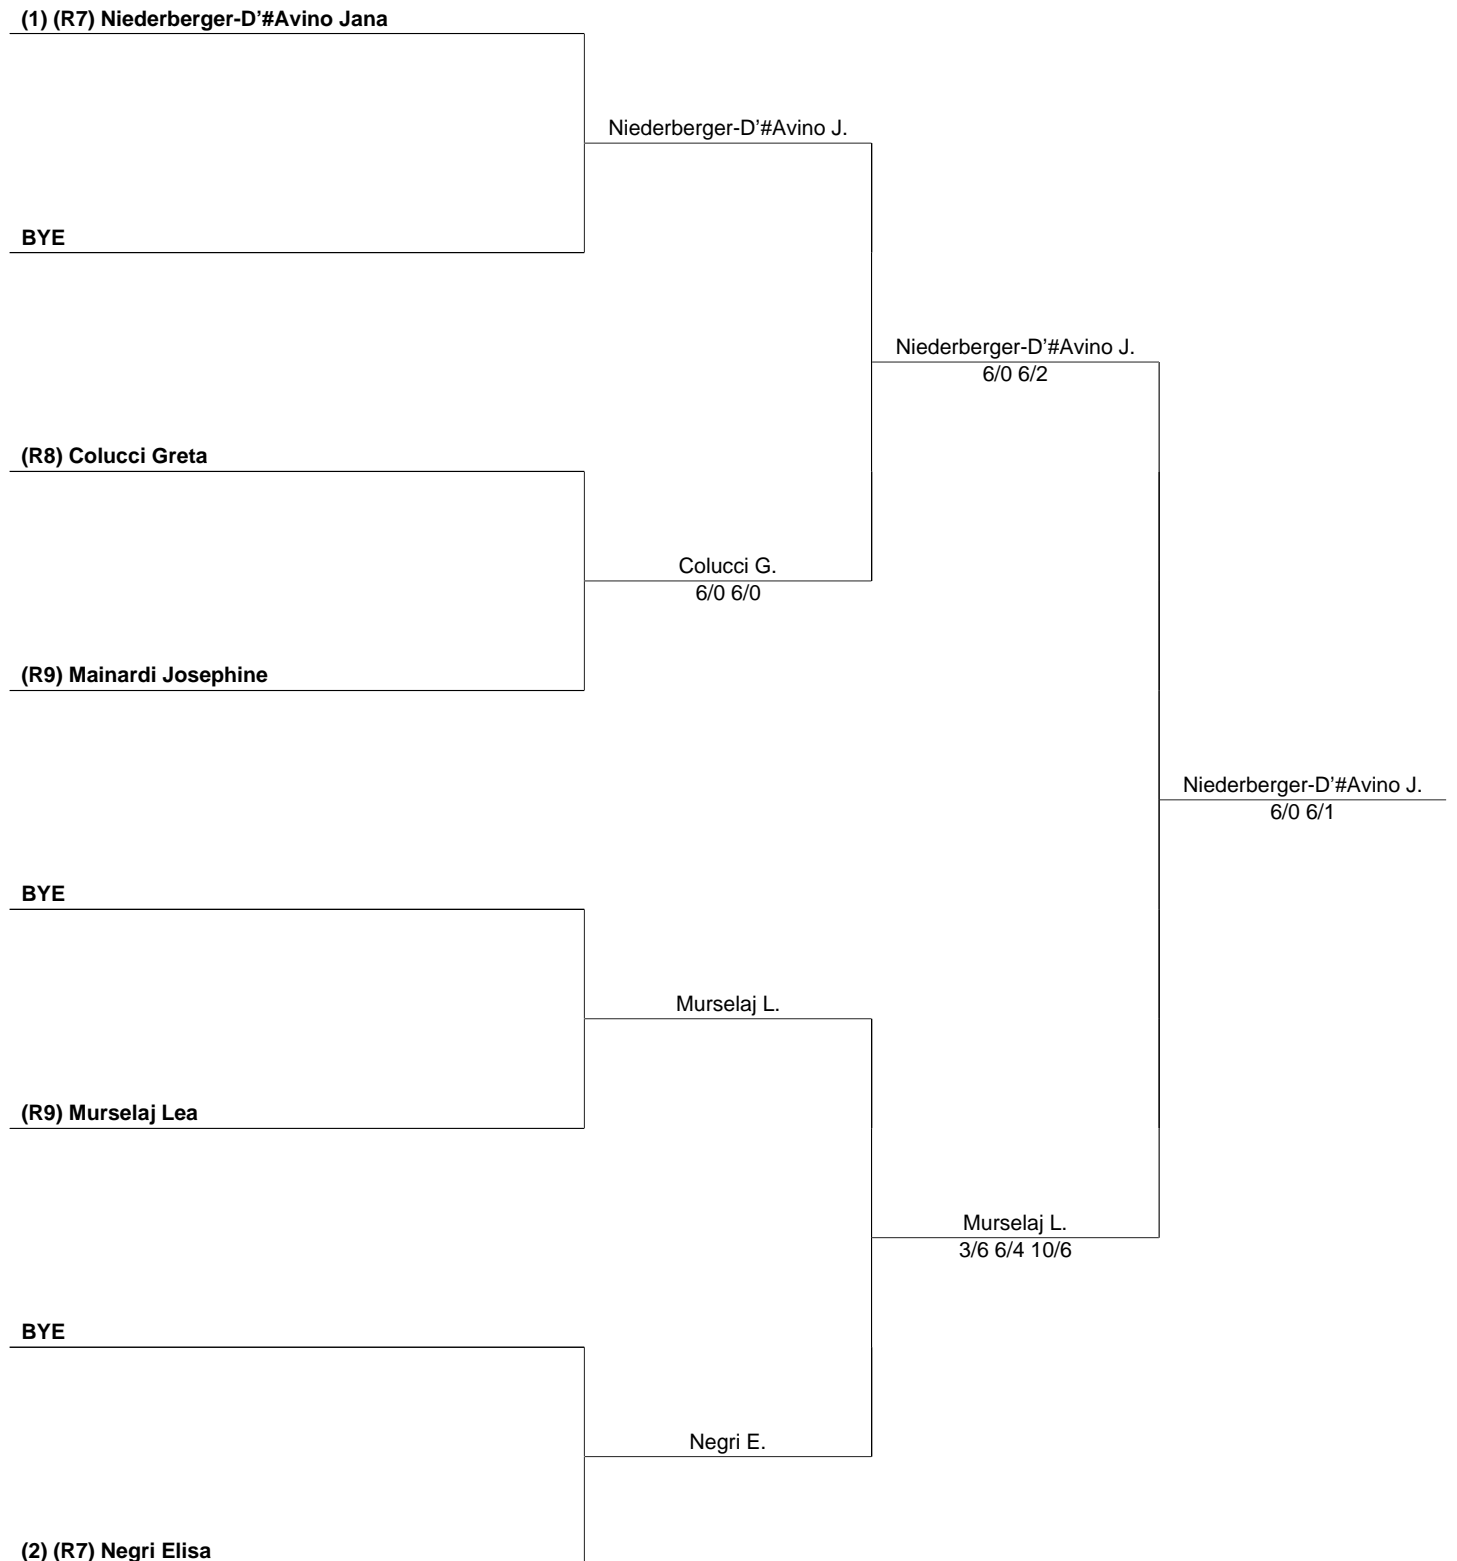 (1) (R7) Niederberger-D'#Avino Jana
Niederberger-D'#Avino J.
BYE
Niederberger-D'#Avino J.
6/0 6/2
(R8) Colucci Greta
Colucci G.
6/0 6/0
(R9) Mainardi Josephine
Niederberger-D'#Avino J.
6/0 6/1
BYE
Murselaj L.
(R9) Murselaj Lea
Murselaj L.
3/6 6/4 10/6
BYE
Negri E.
(2) (R7) Negri Elisa